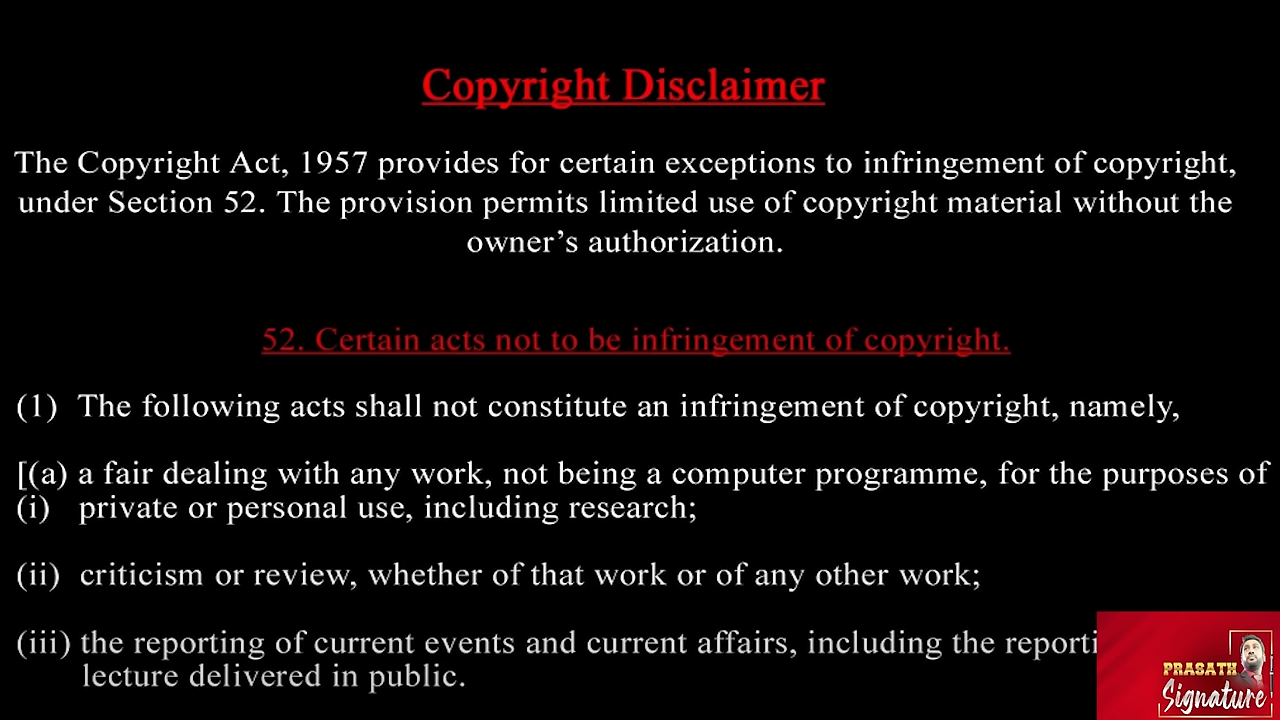 Copyright Disclaimer
The Copyright Act, 1957 provides for certain exceptions to infringement of copyright,
under Section 52. The provision permits limited use of copyright material without the
owner’s authorization.
52. Certain acts not to be infringement of copyright.
(1) The following acts shall not constitute an infringement of copyright, namely,
[(a) a fair dealing with any work, not being a computer programme, for the purposes of
(i) private or personal use, including research;
(ii) criticism or review, whether of that work or of any other work;
(iii) the reporting of current events and current affairs, including the reporti
lecture delivered in public.
PRASATH
Signature